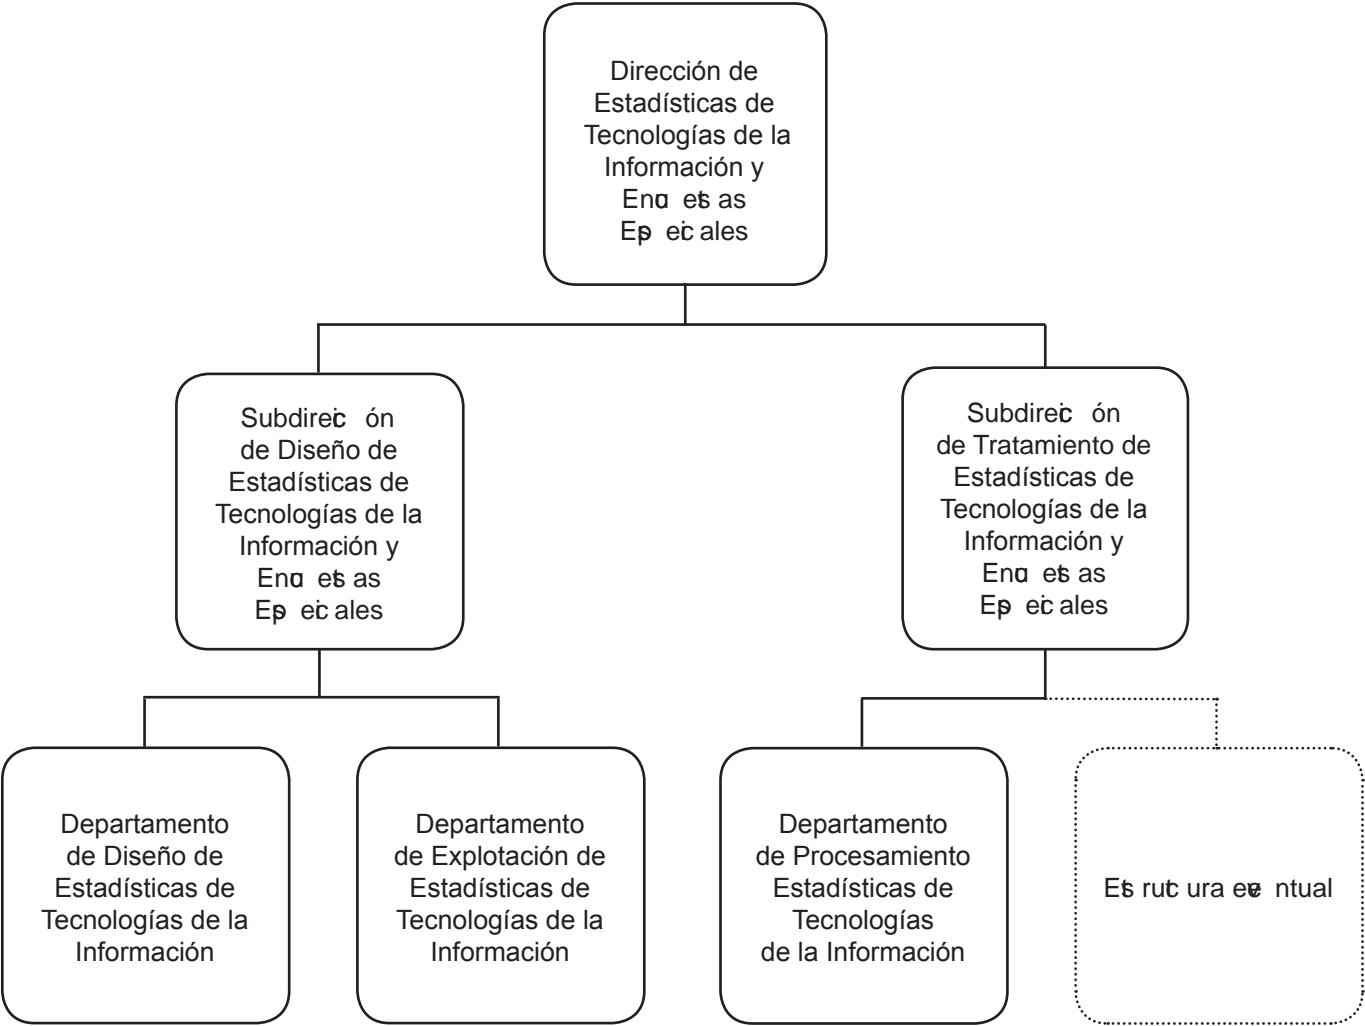 Dirección de
Estadísticas de
Tecnologías de la
Información y
Encuestas
Especiales
Subdirección
de Diseño de
Estadísticas de
Tecnologías de la
Información y
Encuestas
Especiales
Subdirección
de Tratamiento de
Estadísticas de
Tecnologías de la
Información y
Encuestas
Especiales
Departamento
de Diseño de
Estadísticas de
Tecnologías de la
Información
Departamento
de Explotación de
Estadísticas de
Tecnologías de la
Información
Departamento
de Procesamiento
Estadísticas de
Tecnologías
de la Información
Estructura eventual